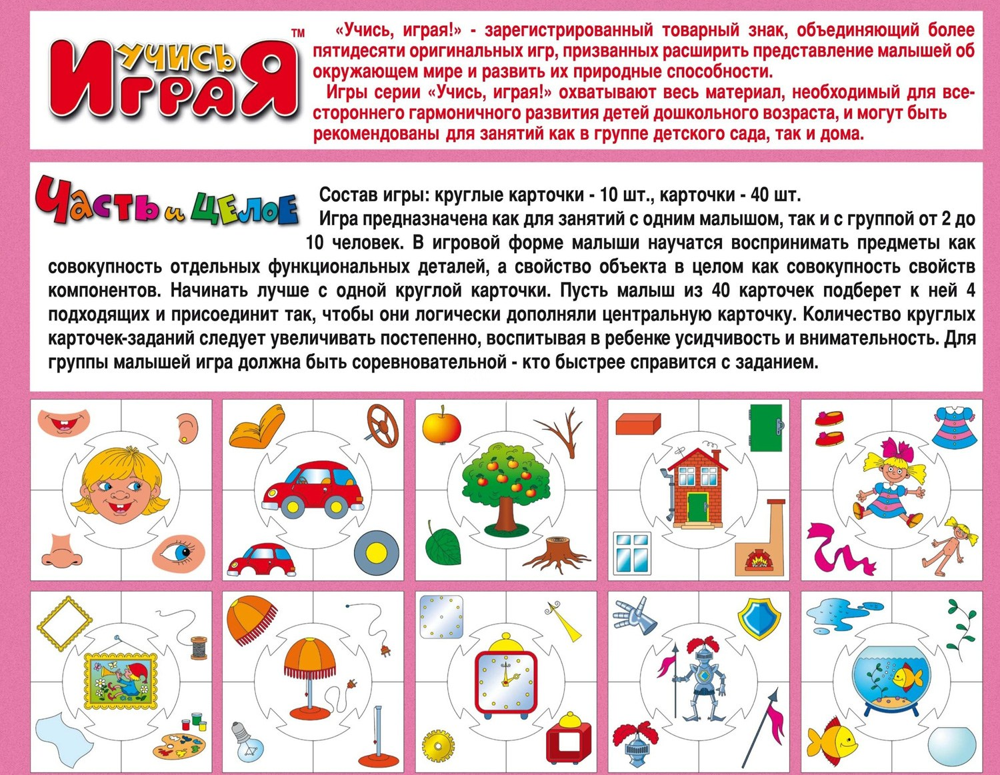 УЧИСЬ
ИГРАЯ
TM
«Учись, играя!» - зарегистрированный товарный знак, объединяющий более
пятидесяти оригинальных игр, призванных расширить представление малышей об
окружающем мире и развить их природные способности.
Игры серии «Учись, играя!» охватывают весь материал, необходимый для все-
стороннего гармоничного развития детей дошкольного возраста, и могут быть
рекомендованы для занятий как в группе детского сада, так и дома.
Часть и целое
Состав игры: круглые карточки - 10 шт., карточки - 40 шт.
Игра предназначена как для занятий с одним малышом, так и с группой от 2 до
10 человек. В игровой форме малыши научатся воспринимать предметы как
совокупность отдельных функциональных деталей, а свойство объекта в целом как совокупность свойств
компонентов. Начинать лучше с одной круглой карточки. Пусть малыш из 40 карточек подберет к ней 4
подходящих и присоединит так, чтобы они логически дополняли центральную карточку. Количество круглых
карточек-заданий следует увеличивать постепенно, воспитывая в ребенке усидчивость и внимательность. Для
группы малышей игра должна быть соревновательной - кто быстрее справится с заданием.